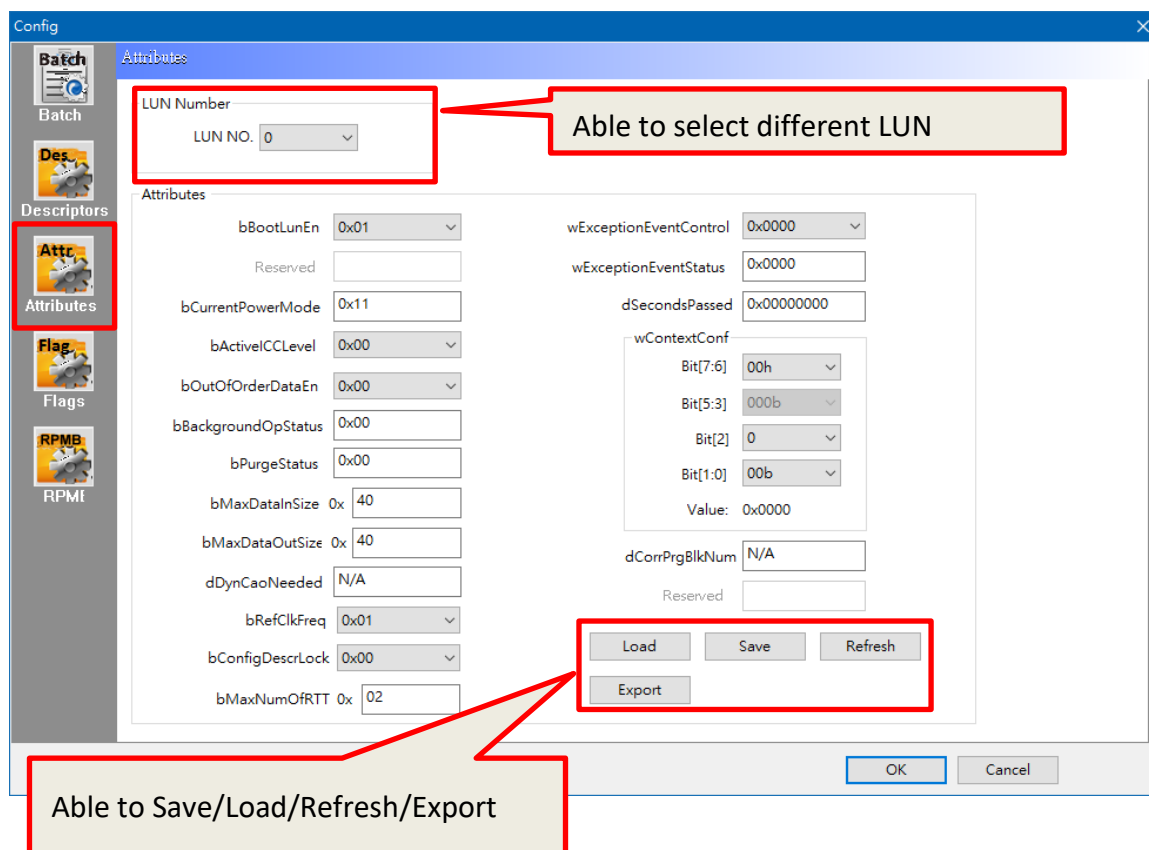 Config
Batch
Batch
Des.
Descriptors
Attr.
Attributes
Flag.
Flags
RPMB
RPME
Attributes
LUN Number
LUN NO. 0
Able to select different LUN
Attributes
bBootLunEn 0x01
Reserved
bCurrentPowerMode 0x11
bActiveICCLevel 0x00
bOutOfOrderDataEn 0x00
bBackgroundOpStatus 0x00
bPurgeStatus 0x00
bMaxDataInSize 0x 40
bMaxDataOutSize 0x 40
dDynCaoNeeded N/A
bRefClkFreq 0x01
bConfigDescrLock 0x00
bMaxNumOfRTT 0x 02
wExceptionEventControl 0x0000
wExceptionEventStatus 0x0000
dSecondsPassed 0x00000000
wContextConf
Bit[7:6] 00h
Bit[5:3] 000b
Bit[2] 0
Bit[1:0] 00b
Value: 0x0000
dCorrPrgBlkNum N/A
Reserved
Load Save Refresh
Export
OK Cancel
Able to Save/Load/Refresh/Export